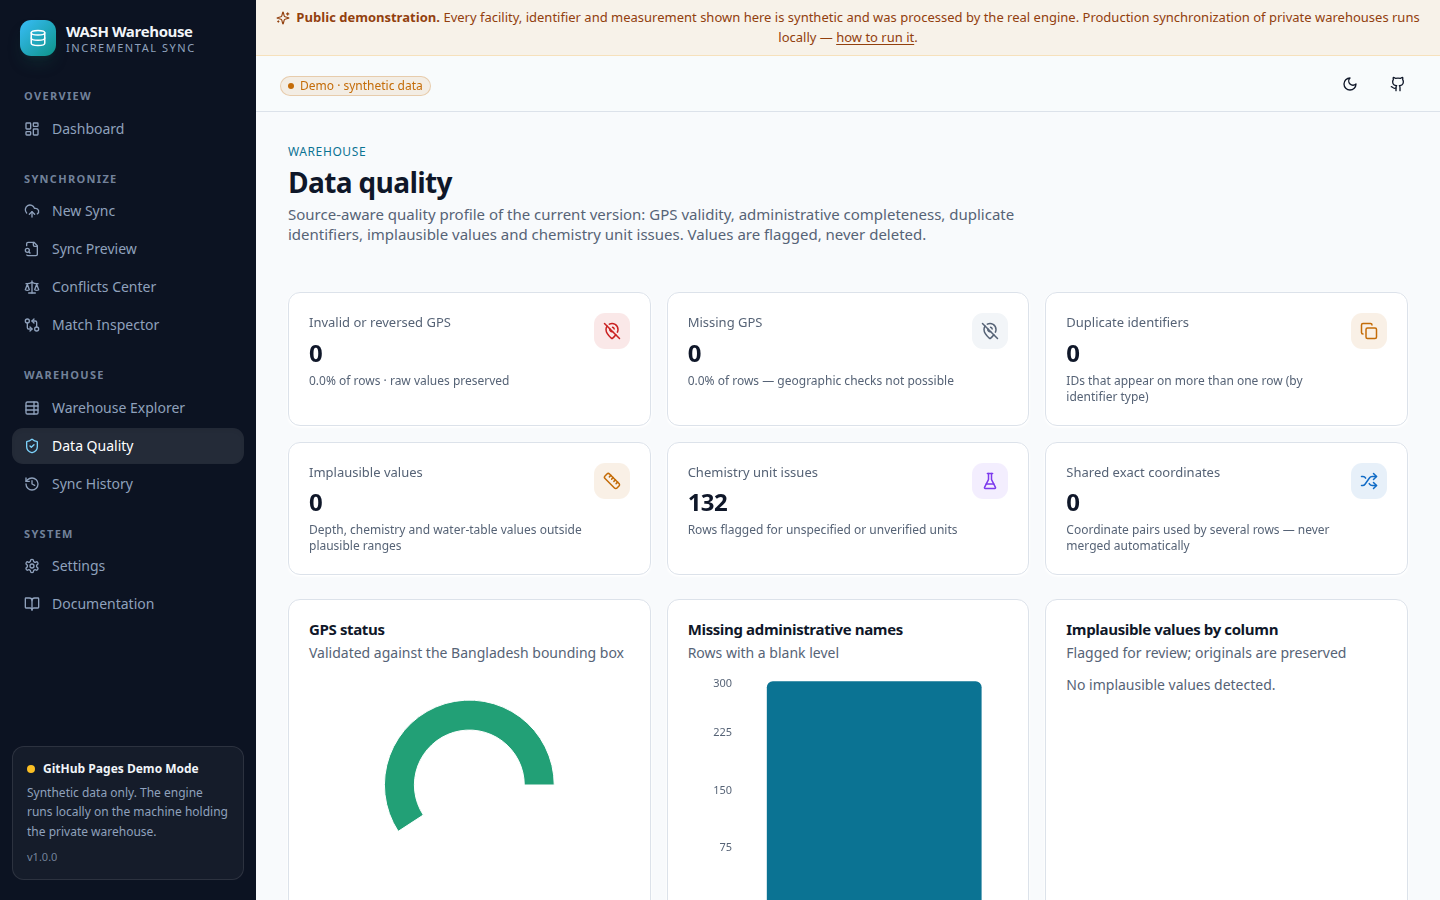 WASH Warehouse
INCREMENTAL SYNC
OVERVIEW
Dashboard
SYNCHRONIZE
New Sync
Sync Preview
Conflicts Center
Match Inspector
WAREHOUSE
Warehouse Explorer
Data Quality
Sync History
SYSTEM
Settings
Documentation
GitHub Pages Demo Mode
Synthetic data only. The engine
runs locally on the machine holding
the private warehouse.
v1.0.0
Public demonstration. Every facility, identifier and measurement shown here is synthetic and was processed by the real engine. Production synchronization of private warehouses runs
locally — how to run it.
Demo · synthetic data
WAREHOUSE
Data quality
Source-aware quality profile of the current version: GPS validity, administrative completeness, duplicate
identifiers, implausible values and chemistry unit issues. Values are flagged, never deleted.
Invalid or reversed GPS
0
0.0% of rows · raw values preserved
Missing GPS
0
0.0% of rows — geographic checks not possible
Duplicate identifiers
0
IDs that appear on more than one row (by
identifier type)
Implausible values
0
Depth, chemistry and water-table values outside
plausible ranges
Chemistry unit issues
132
Rows flagged for unspecified or unverified units
Shared exact coordinates
0
Coordinate pairs used by several rows — never
merged automatically
GPS status
Validated against the Bangladesh bounding box
Missing administrative names
Rows with a blank level
300
225
150
75
Implausible values by column
Flagged for review; originals are preserved
No implausible values detected.